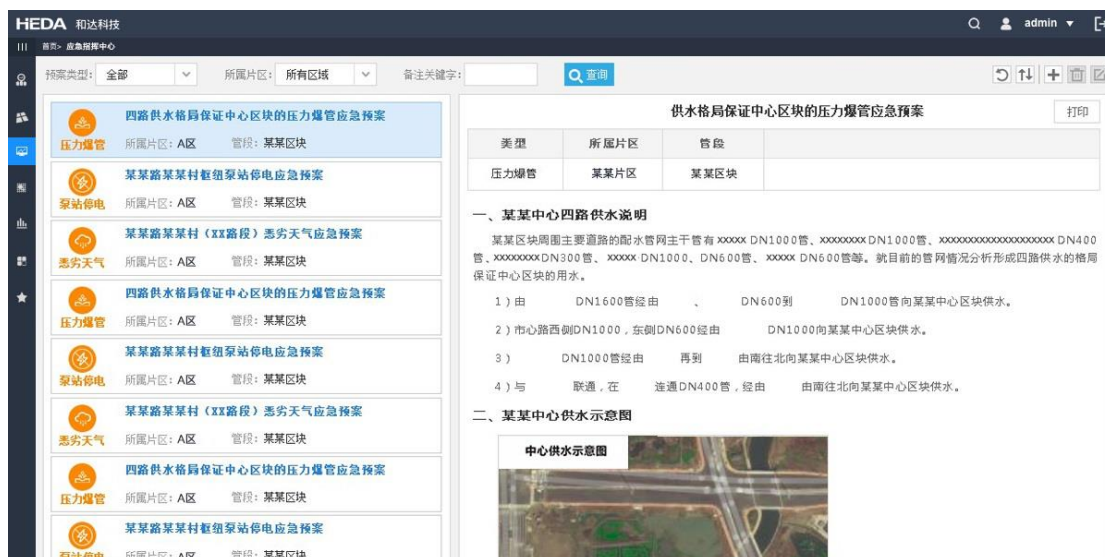 HEDA 和达科技
admin
首页> 应急指挥中心
预案类型: 全部 所属片区: 所有区域 备注关键字: 查询
四路供水格局保证中心区块的压力爆管应急预案
压力爆管 所属片区: A区 管段: 某某区块
某某路某某村枢纽泵站停电应急预案
泵站停电 所属片区: A区 管段: 某某区块
某某路某某村（XX路段）恶劣天气应急预案
恶劣天气 所属片区: A区 管段: 某某区块
四路供水格局保证中心区块的压力爆管应急预案
压力爆管 所属片区: A区 管段: 某某区块
某某路某某村枢纽泵站停电应急预案
泵站停电 所属片区: A区 管段: 某某区块
某某路某某村（XX路段）恶劣天气应急预案
恶劣天气 所属片区: A区 管段: 某某区块
四路供水格局保证中心区块的压力爆管应急预案
压力爆管 所属片区: A区 管段: 某某区块
某某路某某村枢纽泵站停电应急预案
泵站停电 所属片区: A区 管段: 某某区块
供水格局保证中心区块的压力爆管应急预案 打印
类型 所属片区 管段
压力爆管 某某片区 某某区块
一、某某中心四路供水说明
某某区块周围主要道路的配水管网主干管有 xxxxx DN1000管、xxxxxxxx DN1000管、xxxxxxxxxxxxxxxxxxxx DN400
管、xxxxxxxx DN300管、 xxxxx DN1000、DN600管、 xxxxx DN600管等。就目前的管网情况分析形成四路供水的格局
保证中心区块的用水。
1）由 DN1600管经由 、 DN600到 DN1000管向某某中心区块供水。
2）市心路西侧DN1000，东侧DN600经由 DN1000向某某中心区块供水。
3） DN1000管经由 再到 由南往北向某某中心区块供水。
4）与 联通，在 连通DN400管，经由 由南往北向某某中心区块供水。
二、某某中心供水示意图
中心供水示意图